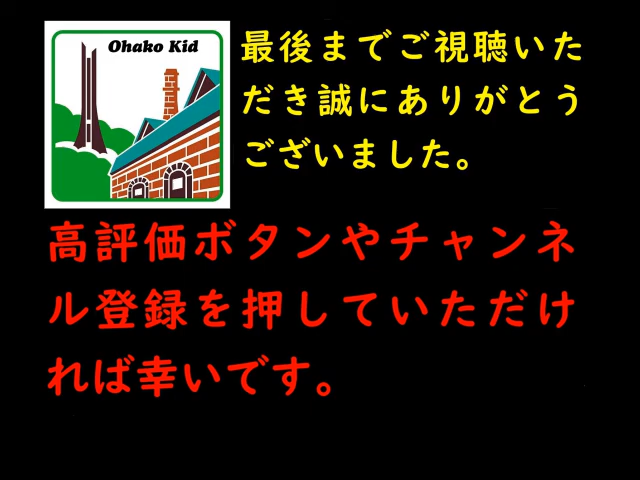 Ohako Kid
最後までご視聴いた
だき誠にありがとう
ございました。
高評価ボタンやチャンネ
ル登録を押していただけ
れば幸いです。